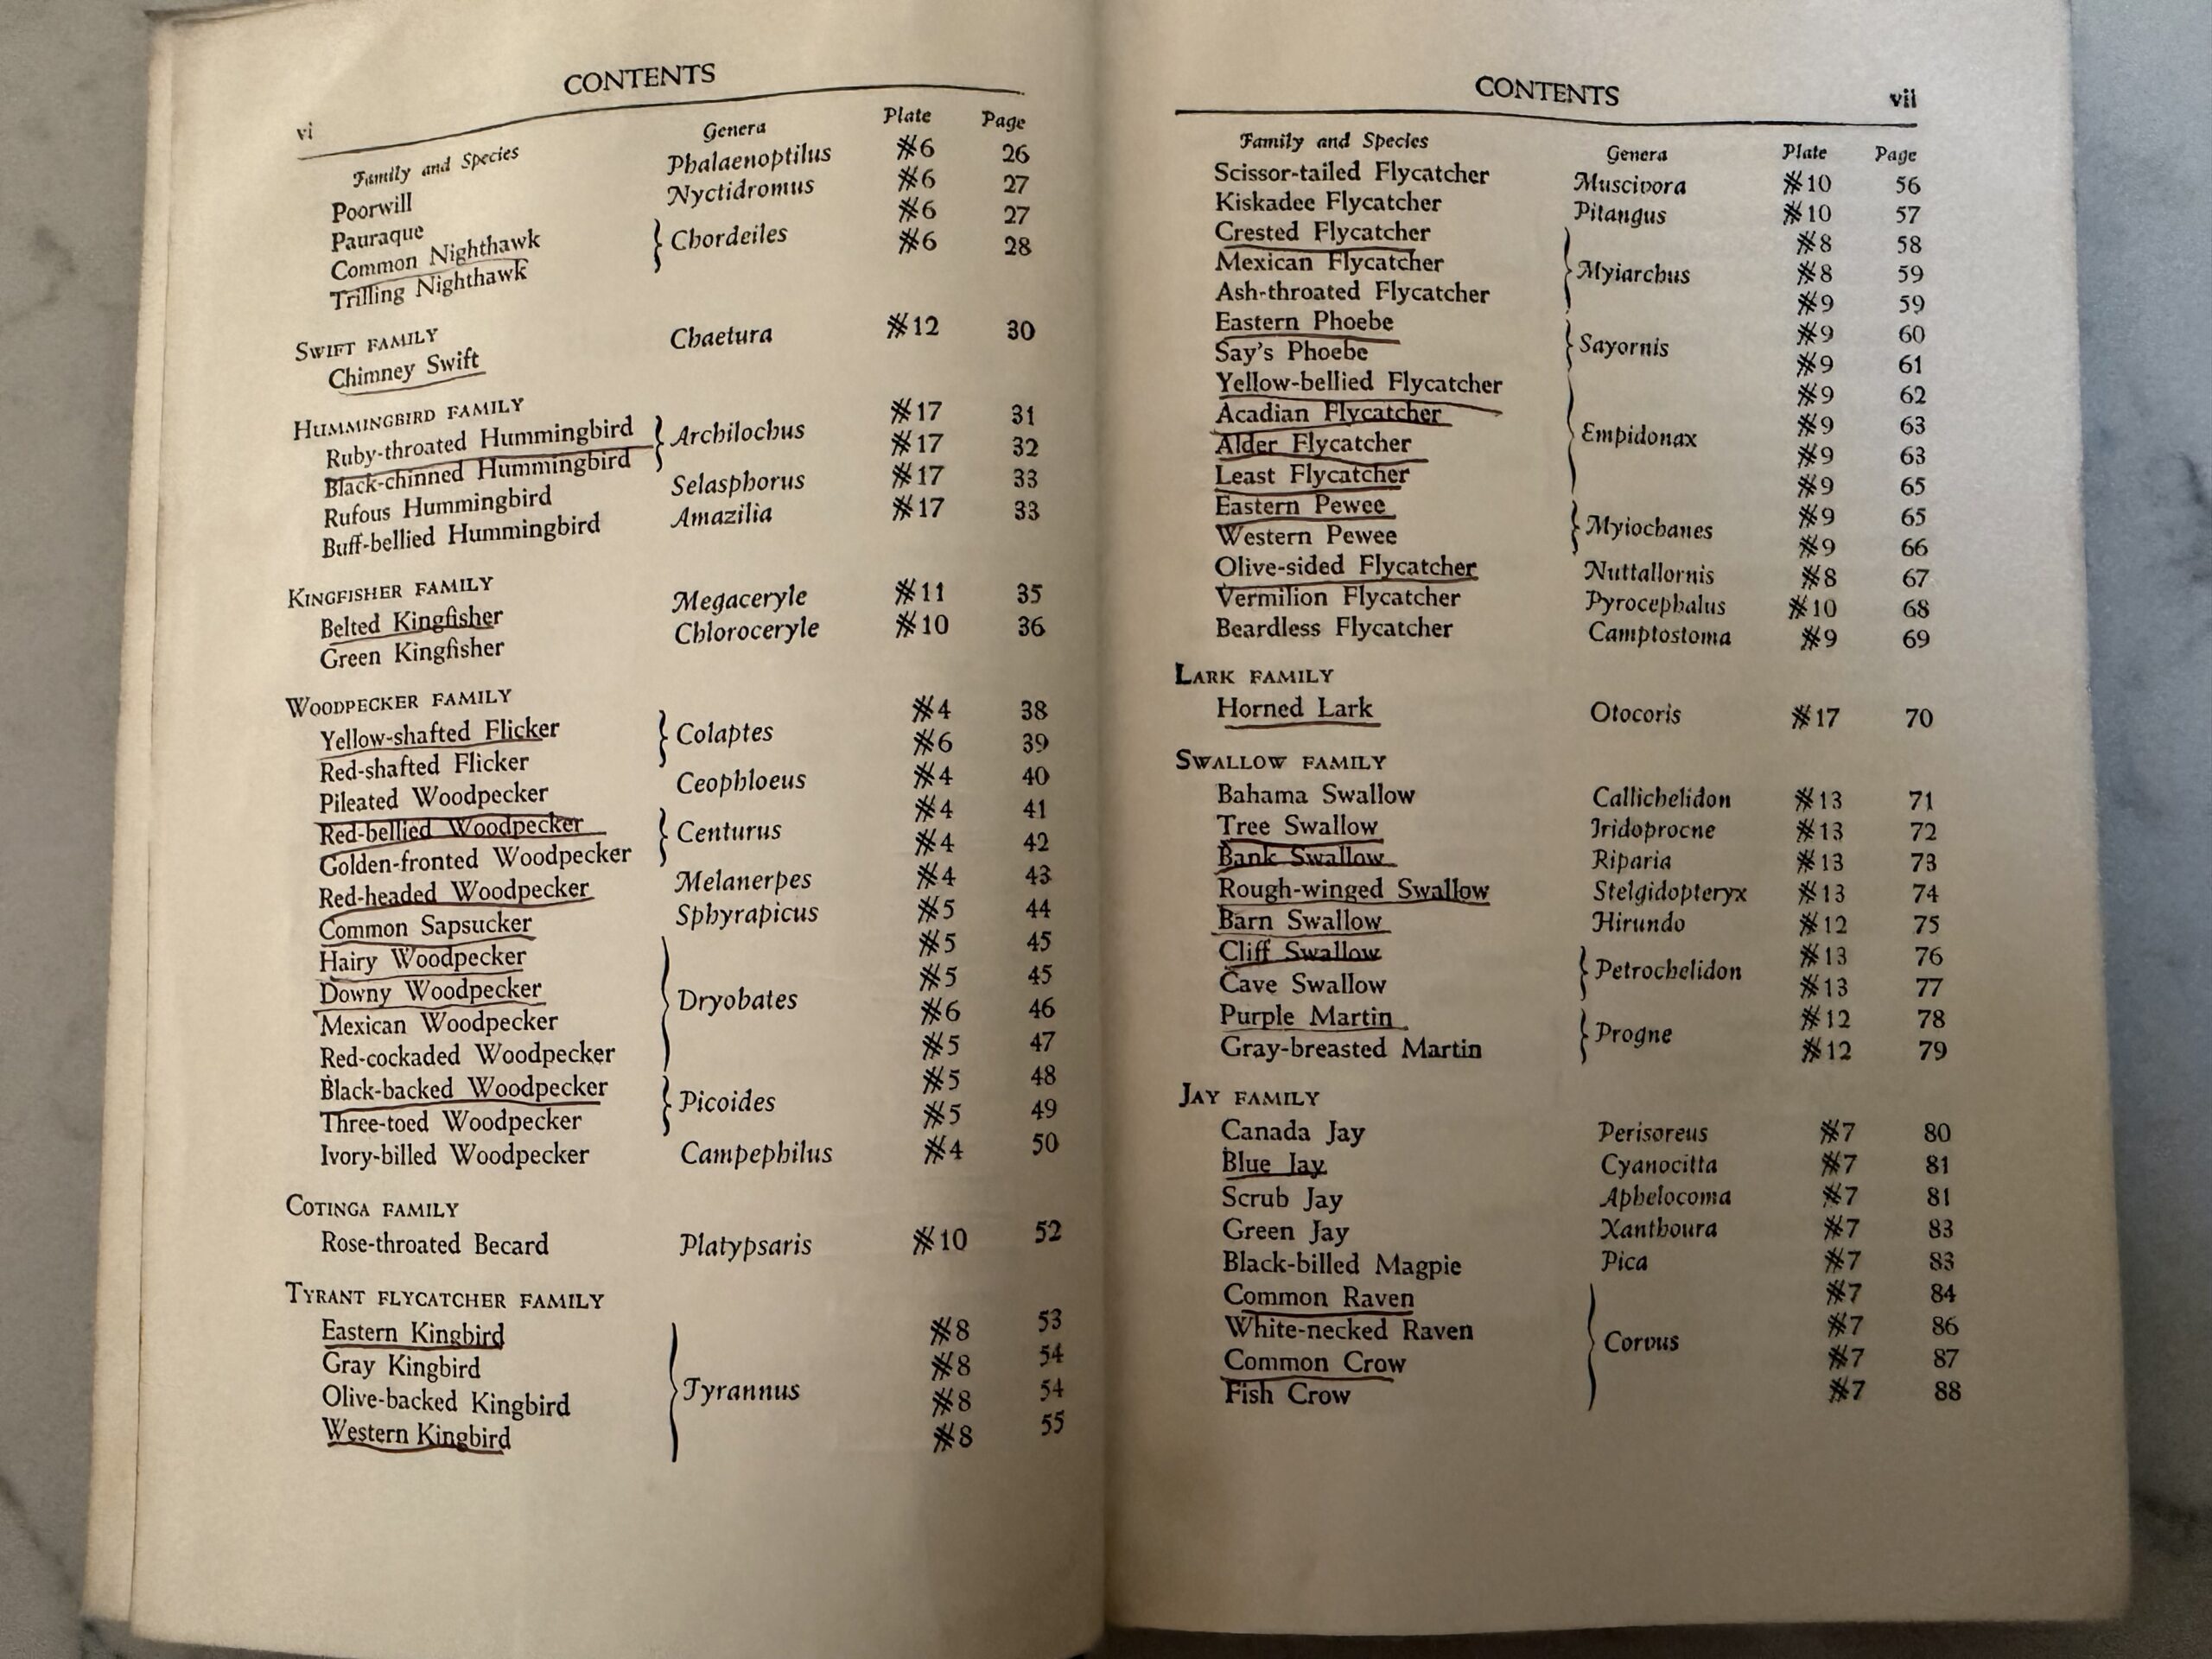 CONTENTS
vi
Family and Species Genera Plate Page
Poorwill Phalaenoptilus #6 26
Pauraque Nyctidromus #6 27
Common Nighthawk } Chordeiles #6 27
Trilling Nighthawk #6 28
SWIFT FAMILY
Chimney Swift Chaetura #12 30
HUMMINGBIRD FAMILY
Ruby-throated Hummingbird } Archilochus #17 31
Black-chinned Hummingbird #17 32
Rufous Hummingbird Selasphorus #17 33
Buff-bellied Hummingbird Amazilia #17 33
KINGFISHER FAMILY
Belted Kingfisher Megaceryle #11 35
Green Kingfisher Chloroceryle #10 36
WOODPECKER FAMILY
Yellow-shafted Flicker } Colaptes #4 38
Red-shafted Flicker #6 39
Pileated Woodpecker Ceophloeus #4 40
Red-bellied Woodpecker } Centurus #4 41
Golden-fronted Woodpecker #4 42
Red-headed Woodpecker Melanerpes #4 43
Common Sapsucker Sphyrapicus #5 44
Hairy Woodpecker #5 45
Downy Woodpecker } Dryobates #5 45
Mexican Woodpecker #6 46
Red-cockaded Woodpecker #5 47
Black-backed Woodpecker } Picoides #5 48
Three-toed Woodpecker #5 49
Ivory-billed Woodpecker Campephilus #4 50
COTINGA FAMILY
Rose-throated Becard Platypsaris #10 52
TYRANT FLYCATCHER FAMILY
Eastern Kingbird #8 53
Gray Kingbird } Tyrannus #8 54
Olive-backed Kingbird #8 54
Western Kingbird #8 55
CONTENTS vii
Family and Species Genera Plate Page
Scissor-tailed Flycatcher Muscivora #10 56
Kiskadee Flycatcher Pitangus #10 57
Crested Flycatcher #8 58
Mexican Flycatcher } Myiarchus #8 59
Ash-throated Flycatcher #9 59
Eastern Phoebe } Sayornis #9 60
Say's Phoebe #9 61
Yellow-bellied Flycatcher #9 62
Acadian Flycatcher } Empidonax #9 63
Alder Flycatcher #9 63
Least Flycatcher #9 65
Eastern Pewee } Myiochanes #9 65
Western Pewee #9 66
Olive-sided Flycatcher Nuttallornis #8 67
Vermilion Flycatcher Pyrocephalus #10 68
Beardless Flycatcher Camptostoma #9 69
LARK FAMILY
Horned Lark Otocoris #17 70
SWALLOW FAMILY
Bahama Swallow Callichelidon #13 71
Tree Swallow Iridoprocne #13 72
Bank Swallow Riparia #13 73
Rough-winged Swallow Stelgidopteryx #13 74
Barn Swallow Hirundo #12 75
Cliff Swallow } Petrochelidon #13 76
Cave Swallow #13 77
Purple Martin } Progne #12 78
Gray-breasted Martin #12 79
JAY FAMILY
Canada Jay Perisoreus #7 80
Blue Jay Cyanocitta #7 81
Scrub Jay Aphelocoma #7 81
Green Jay Xanthoura #7 83
Black-billed Magpie Pica #7 83
Common Raven #7 84
White-necked Raven } Corvus #7 86
Common Crow #7 87
Fish Crow #7 88